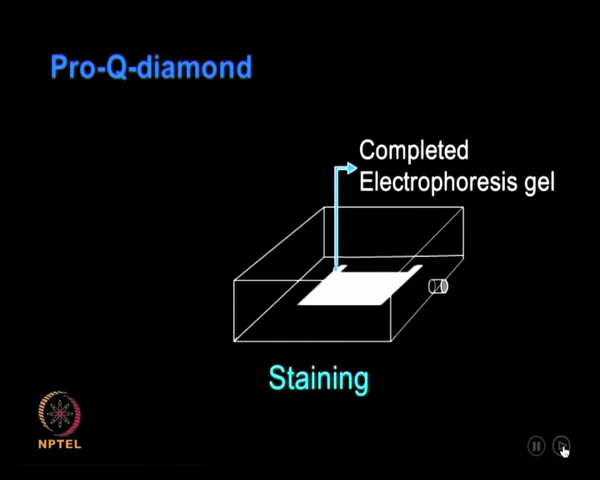 Pro-Q-diamond
Completed
Electrophoresis gel
Staining
NPTEL